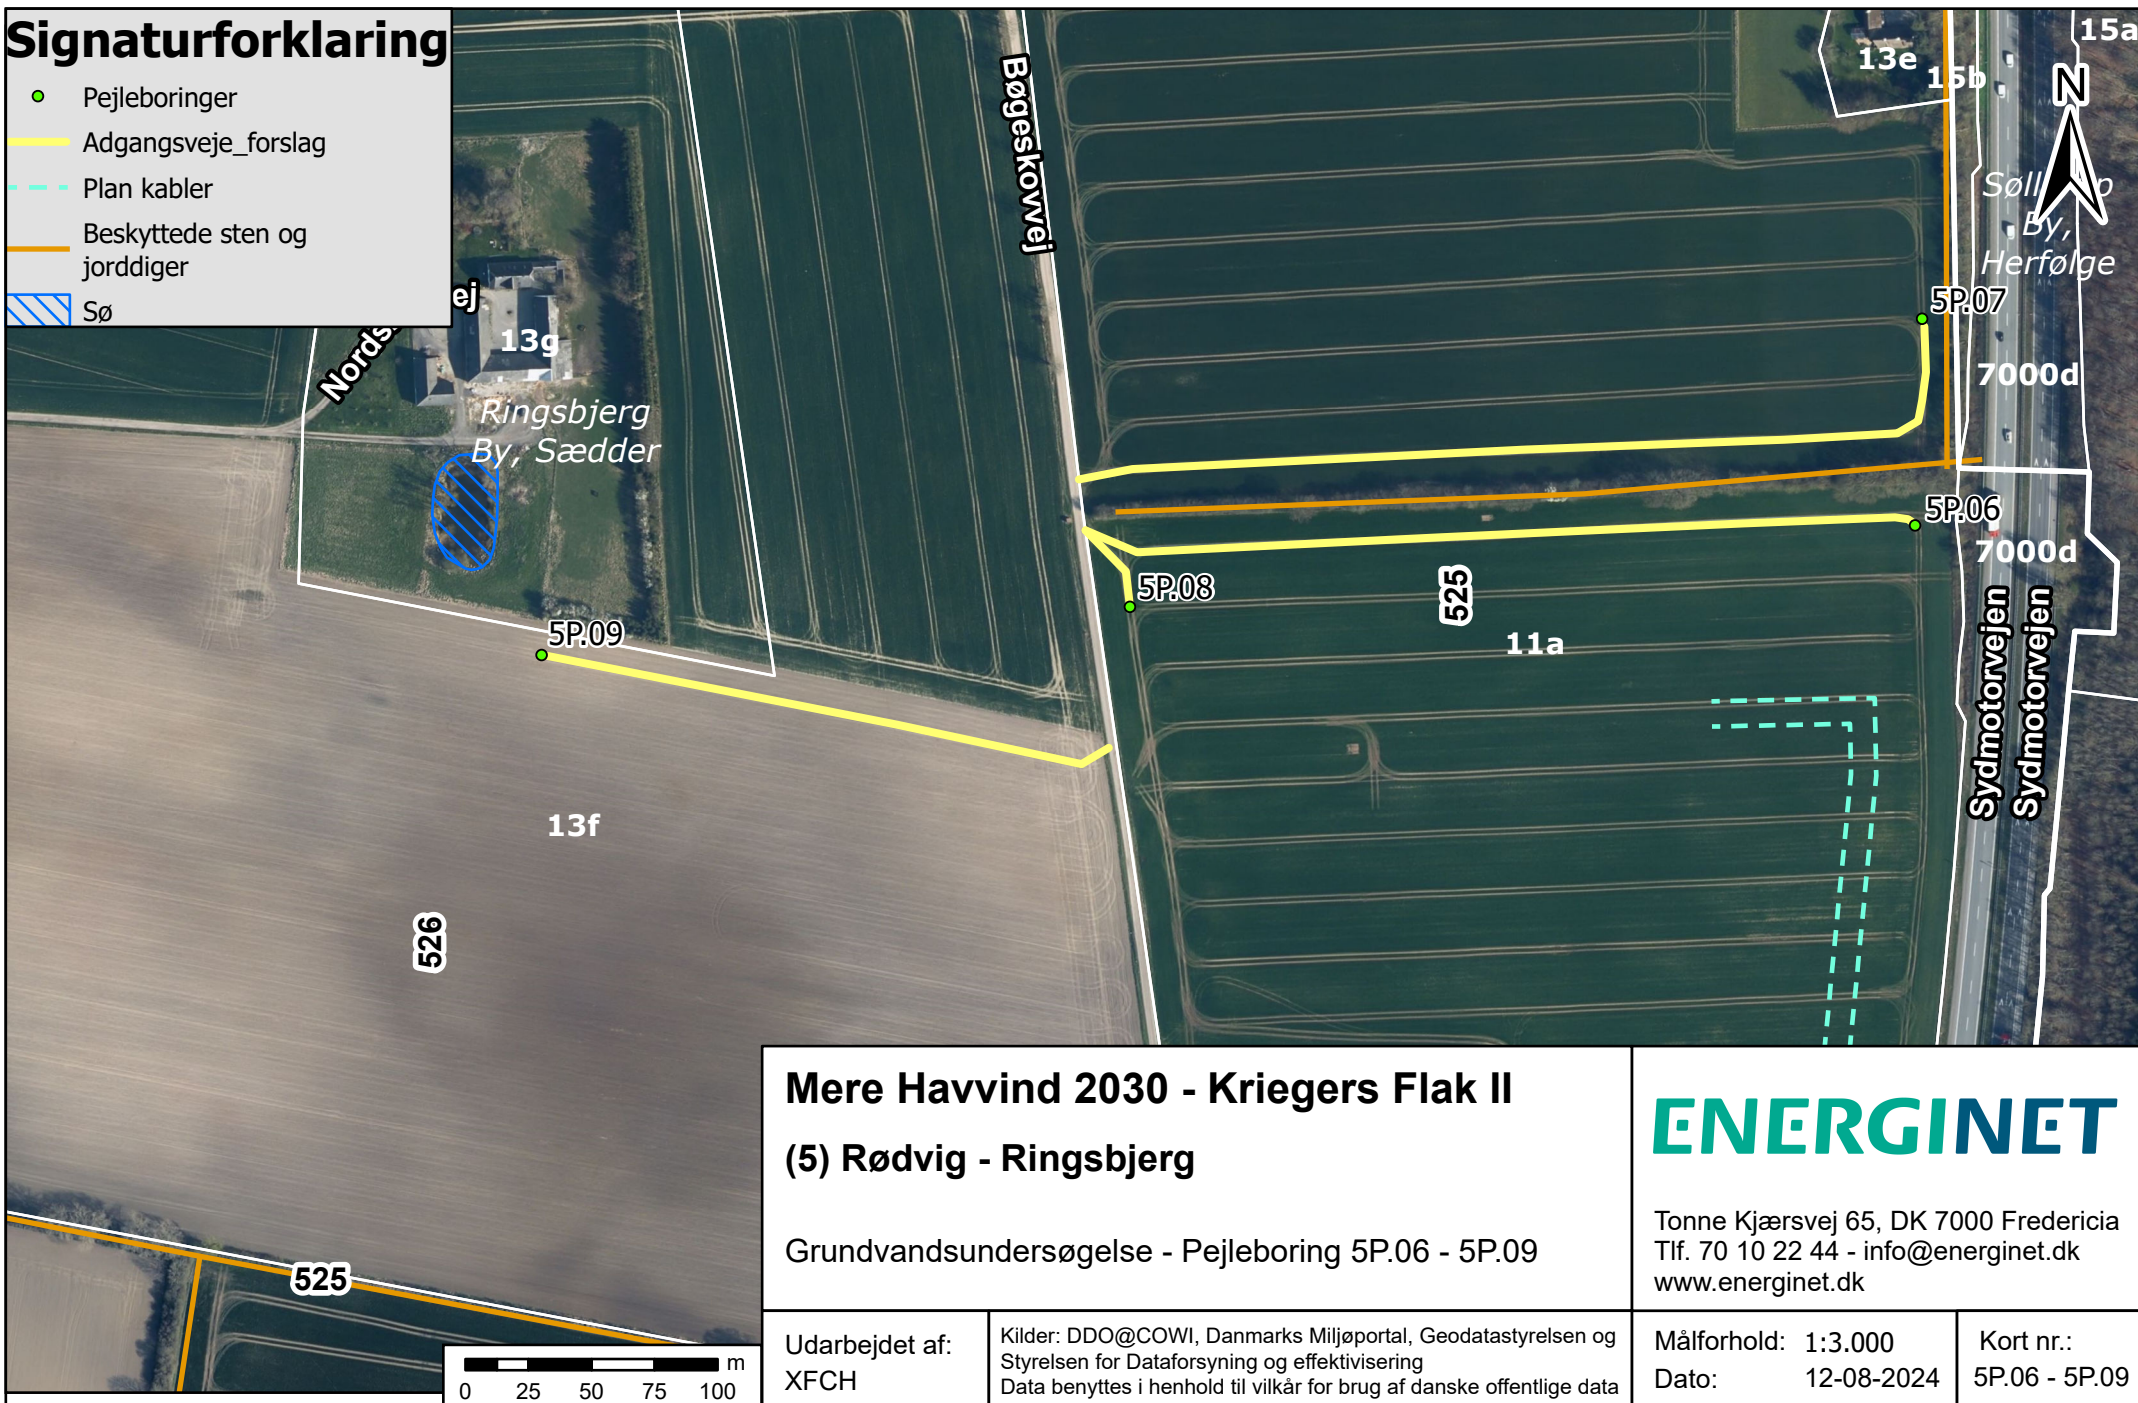 Signaturforklaring
Pejleboringer
Adgangsveje_forslag
Plan kabler
Beskyttede sten og
jorddiger
Sø
Bøgeskovvej
13e
15b
15a
N
By,
Herfølge
5P.07
7000d
ej
13g
Ringsbjerg
By, Sædder
5P.06
7000d
5P.08
525
11a
5P.09
Sydmotorvejen
Sydmotorvejen
13f
526
525
0 25 50 75 100 m
Mere Havvind 2030 - Kriegers Flak II
(5) Rødvig - Ringsbjerg
Grundvandsundersøgelse - Pejleboring 5P.06 - 5P.09
ENERGINET
Tonne Kjærsvej 65, DK 7000 Fredericia
Tlf. 70 10 22 44 - info@energinet.dk
www.energinet.dk
Udarbejdet af:
XFCH
Kilder: DDO@COWI, Danmarks Miljøportal, Geodatastyrelsen og
Styrelsen for Dataforsyning og effektivisering
Data benyttes i henhold til vilkår for brug af danske offentlige data
Målforhold: 1:3.000
Dato: 12-08-2024
Kort nr.:
5P.06 - 5P.09